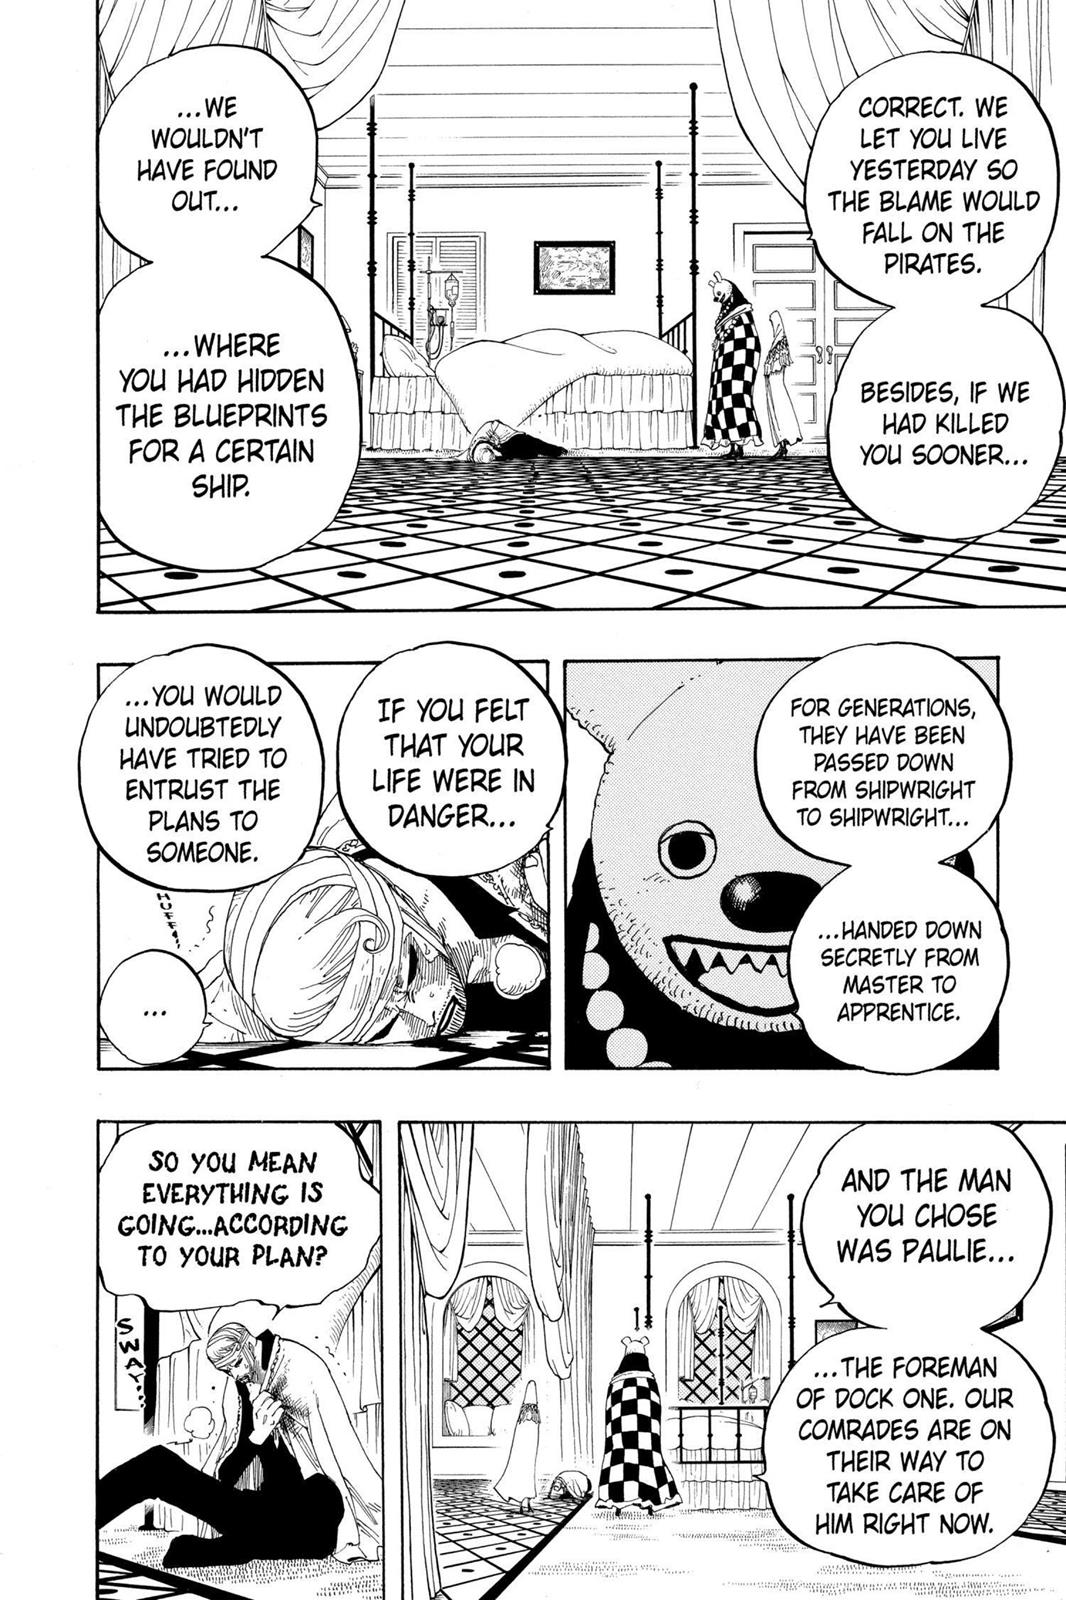 CORRECT. WE
LET YOU LIVE
YESTERDAY SO
THE BLAME WOULD
FALL ON THE
PIRATES.
BESIDES, IF WE
HAD KILLED
YOU SOONER...
...WE
WOULDN'T
HAVE FOUND
OUT...
...WHERE
YOU HAD HIDDEN
THE BLUEPRINTS
FOR A CERTAIN
SHIP.
FOR GENERATIONS,
THEY HAVE BEEN
PASSED DOWN
FROM SHIPWRIGHT
TO SHIPWRIGHT...
...HANDED DOWN
SECRETLY FROM
MASTER TO
APPRENTICE.
IF YOU FELT
THAT YOUR
LIFE WERE IN
DANGER...
...YOU WOULD
UNDOUBTEDLY
HAVE TRIED TO
ENTRUST THE
PLANS TO
SOMEONE.
HUFF...
...
AND THE MAN
YOU CHOSE
WAS PAULIE...
...THE FOREMAN
OF DOCK ONE. OUR
COMRADES ARE ON
THEIR WAY TO
TAKE CARE OF
HIM RIGHT NOW.
SO YOU MEAN
EVERYTHING IS
GOING...ACCORDING
TO YOUR PLAN?
SWAY...